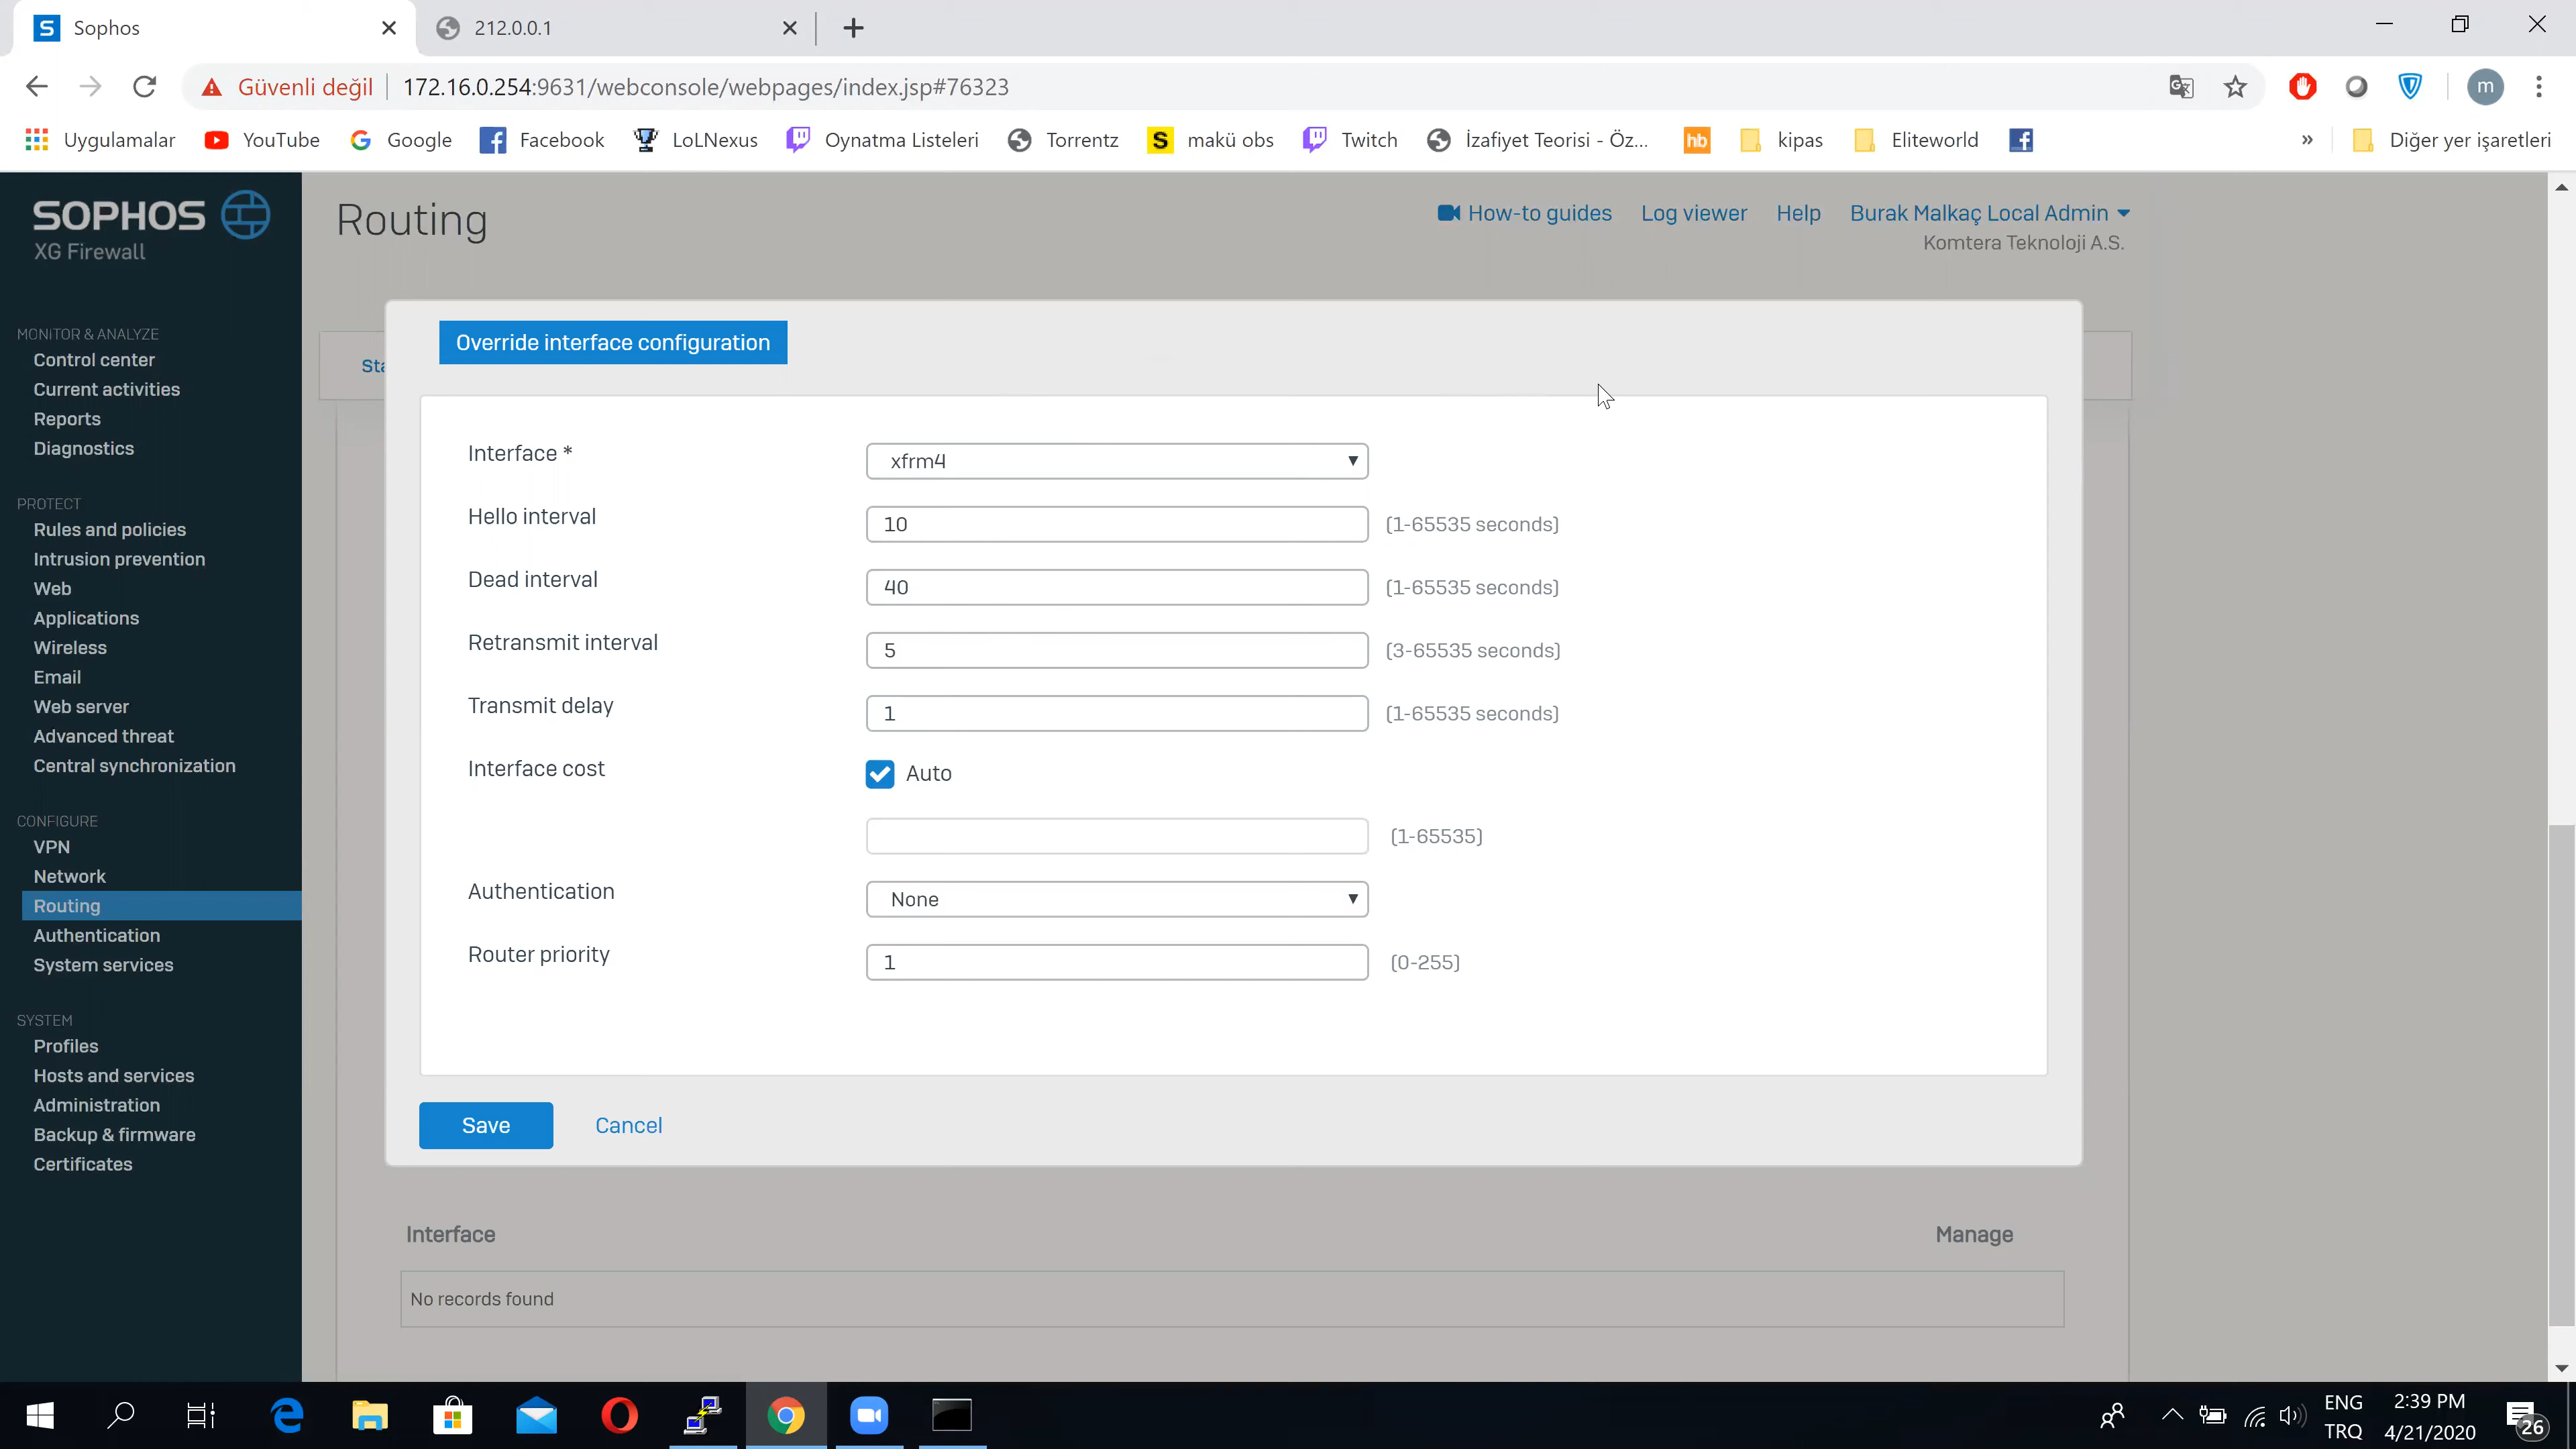 Sophos
212.0.0.1
Güvenli değil
172.16.0.254:9631/webconsole/webpages/index.jsp#76323
m
Uygulamalar
YouTube
Google
Facebook
LoLNexus
Oynatma Listeleri
Torrentz
S
makü obs
Twitch
İzafiyet Teorisi - Öz...
hb
kipas
Eliteworld
»
Diğer yer işaretleri
SOPHOS
XG Firewall
Routing
How-to guides
Log viewer
Help
Burak Malkaç Local Admin
Komtera Teknoloji A.S.
MONITOR & ANALYZE
Control center
Current activities
Reports
Diagnostics
PROTECT
Rules and policies
Intrusion prevention
Web
Applications
Wireless
Email
Web server
Advanced threat
Central synchronization
CONFIGURE
VPN
Network
Routing
Authentication
System services
SYSTEM
Profiles
Hosts and services
Administration
Backup & firmware
Certificates
Sta
Override interface configuration
Interface *
xfrm4
Hello interval
10
(1-65535 seconds)
Dead interval
40
(1-65535 seconds)
Retransmit interval
5
(3-65535 seconds)
Transmit delay
1
(1-65535 seconds)
Interface cost
Auto
(1-65535)
Authentication
None
Router priority
1
(0-255)
Save
Cancel
Interface
Manage
No records found
ENG
TRQ
2:39 PM
4/21/2020
26